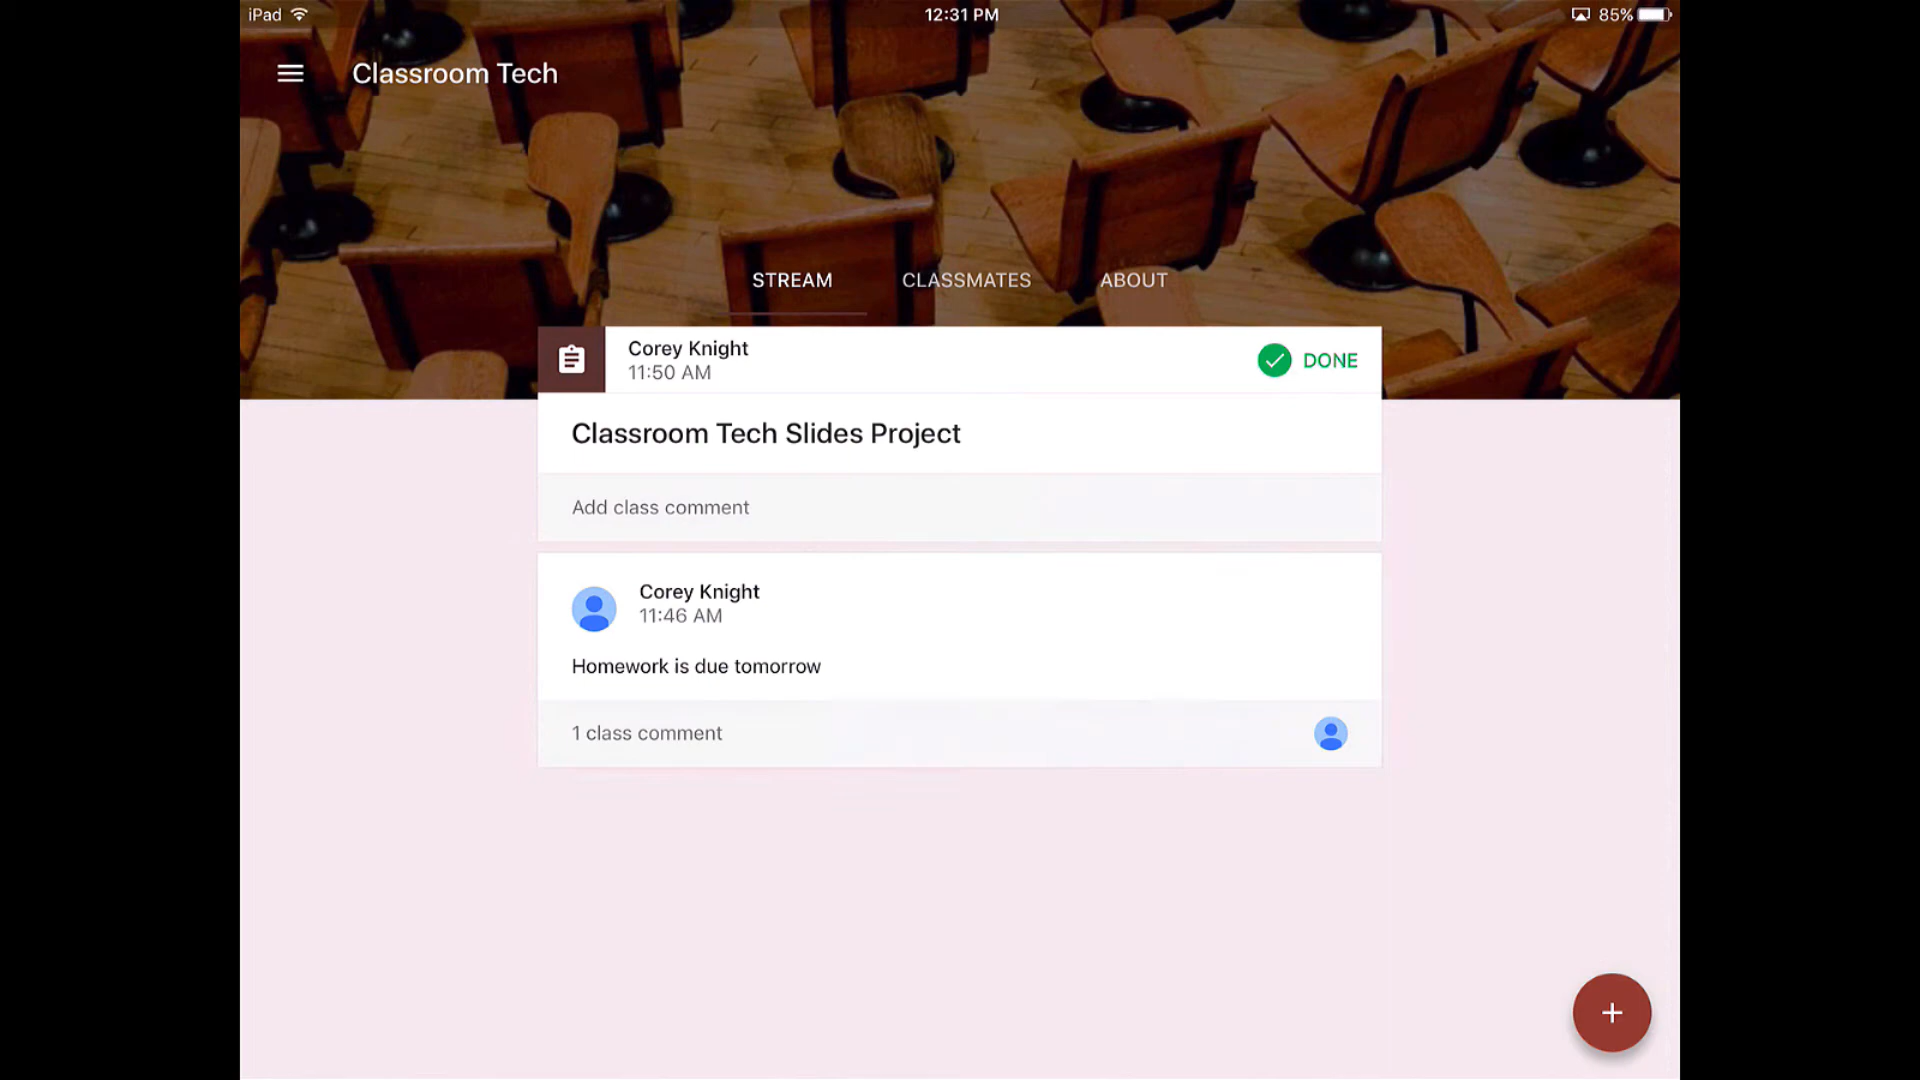 iPad
12:31 PM
85%
Classroom Tech
STREAM
CLASSMATES
ABOUT
Corey Knight
11:50 AM
DONE
Classroom Tech Slides Project
Add class comment
Corey Knight
11:46 AM
Homework is due tomorrow
1 class comment